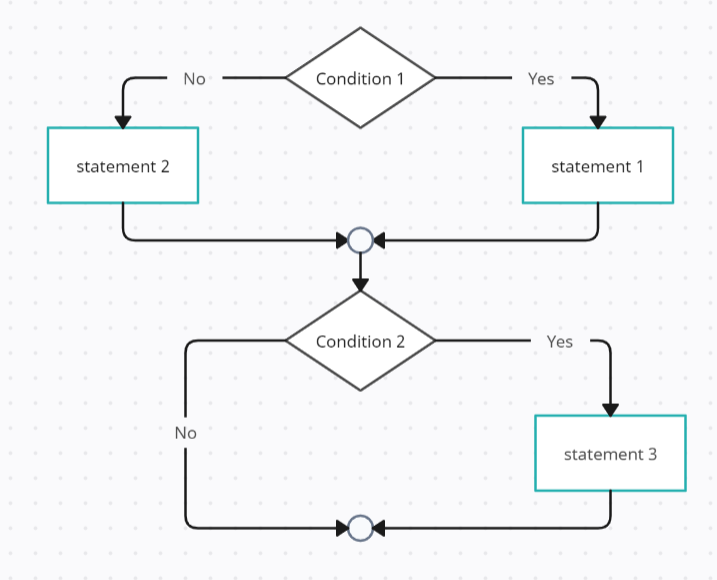 Condition 1
No
Yes
statement 2
statement 1
Condition 2
Yes
No
statement 3